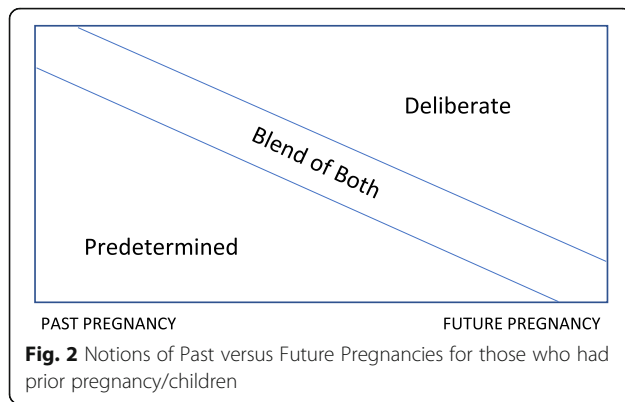 Deliberate
Blend of Both
Predetermined
PAST PREGNANCY
FUTURE PREGNANCY
Fig. 2 Notions of Past versus Future Pregnancies for those who had
prior pregnancy/children